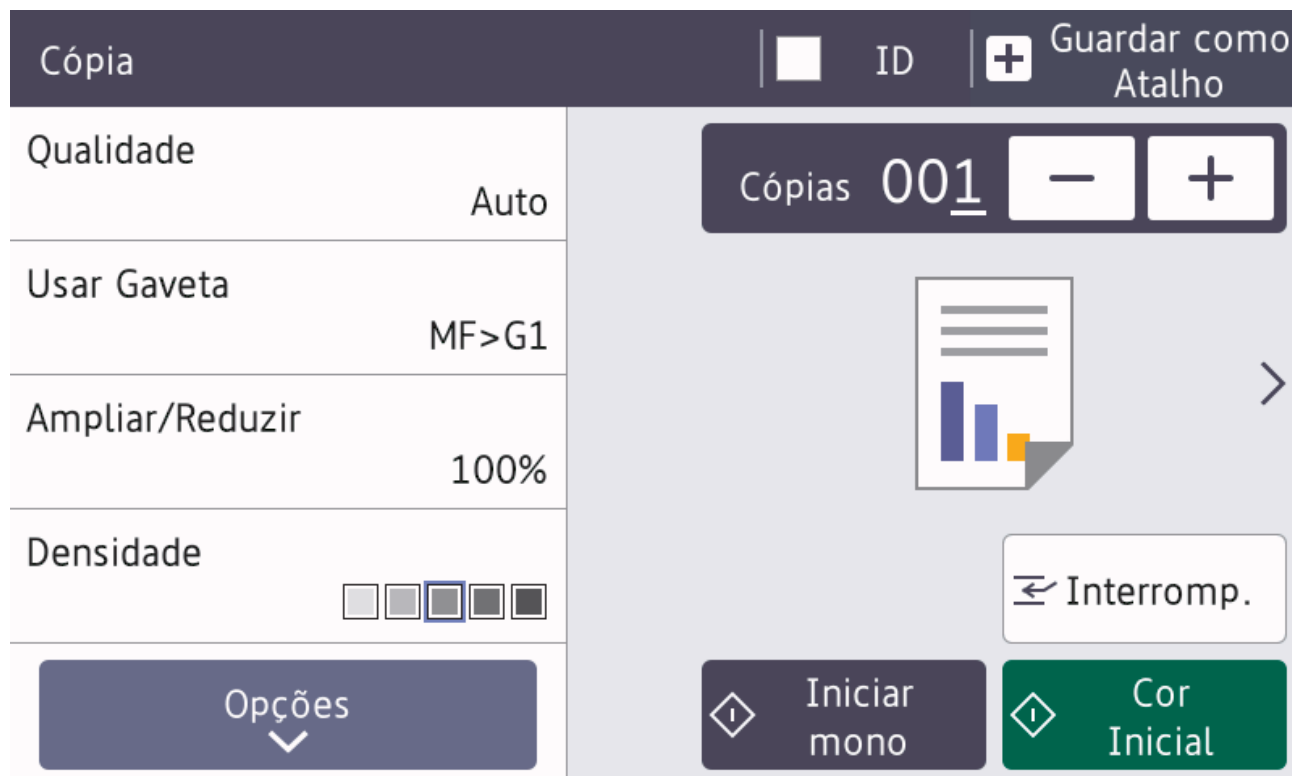 Cópia
ID
Guardar como
Atalho
Qualidade
Auto
Usar Gaveta
MF>G1
Ampliar/Reduzir
100%
Densidade
Opções
Cópias 001
Interromp.
Iniciar
mono
Cor
Inicial